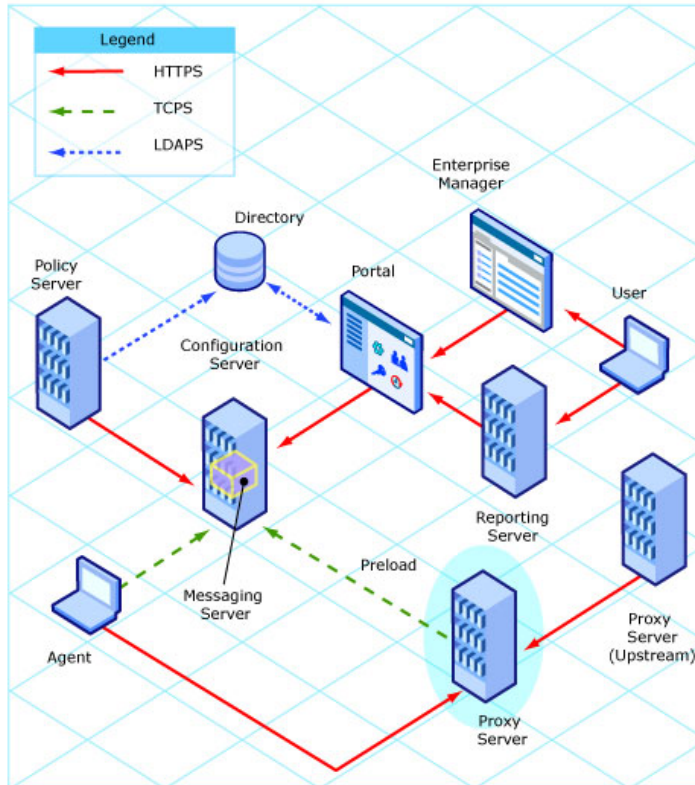 Legend
HTTPS
TCPS
LDAPS
Enterprise
Manager
Directory
Policy
Server
Portal
User
Configuration
Server
Reporting
Server
Preload
Messaging
Server
Agent
Proxy
Server
(Upstream)
Proxy
Server